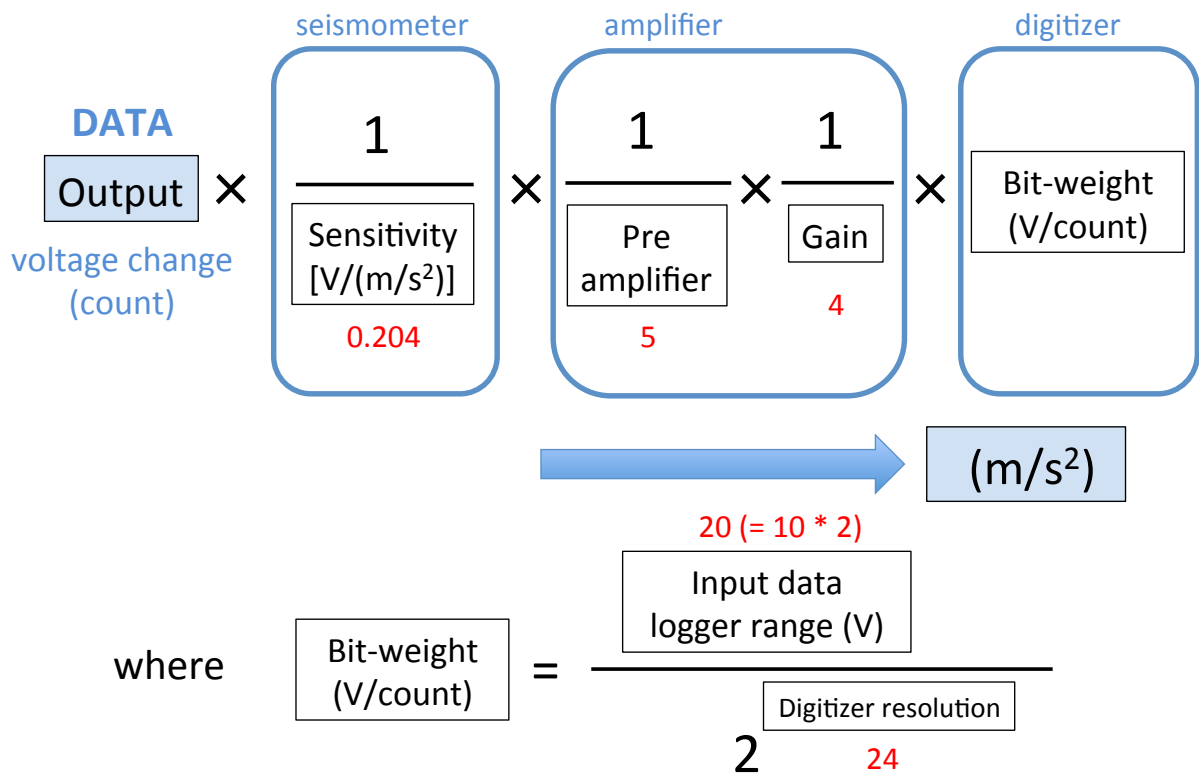 seismometer
amplifier
digitizer
DATA
Output
voltage change
(count)
×
1
Sensitivity
[V/(m/s²)]
0.204
×
1
Pre
amplifier
5
×
1
Gain
4
×
Bit-weight
(V/count)
(m/s²)
where
Bit-weight
(V/count)
=
20 (= 10 * 2)
Input data
logger range (V)
2
Digitizer resolution
24